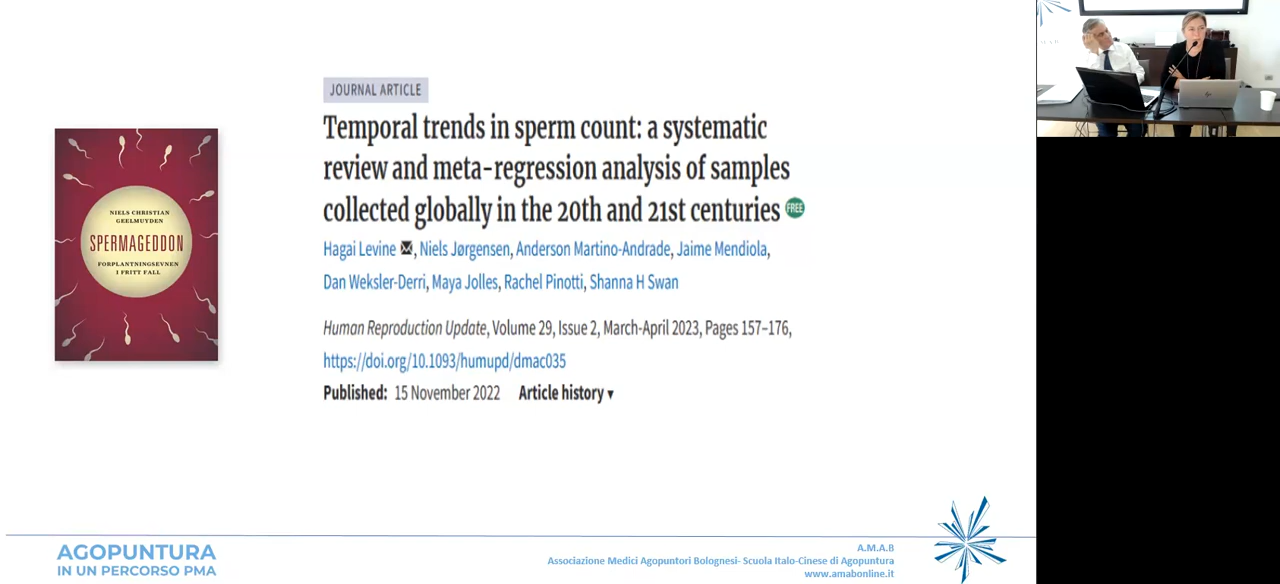 JOURNAL ARTICLE
Temporal trends in sperm count: a systematic
review and meta-regression analysis of samples
collected globally in the 20th and 21st centuries FREE
Hagai Levine, Niels Jørgensen, Anderson Martino-Andrade, Jaime Mendiola,
Dan Weksler-Derri, Maya Jolles, Rachel Pinotti, Shanna H Swan
Human Reproduction Update, Volume 29, Issue 2, March-April 2023, Pages 157–176,
https://doi.org/10.1093/humupd/dmac035
Published: 15 November 2022 Article history ▾
NIELS CHRISTIAN
GEELMUYDEN
SPERMAGEDDON
FORPLANTNINGSEVNEN
I FRITT FALL
AGOPUNTURA
IN UN PERCORSO PMA
A.M.A.B
Associazione Medici Agopuntori Bolognesi- Scuola Italo-Cinese di Agopuntura
www.amabonline.it